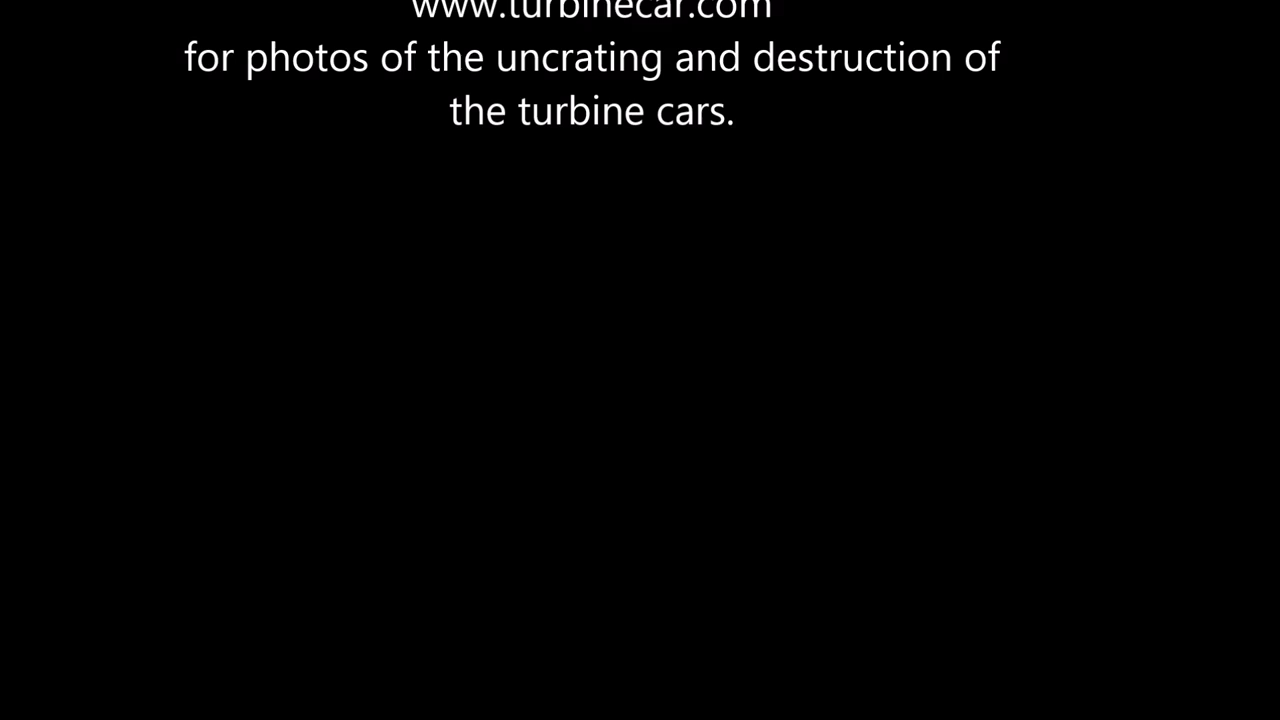 www.turbinecar.com
for photos of the uncrating and destruction of
the turbine cars.